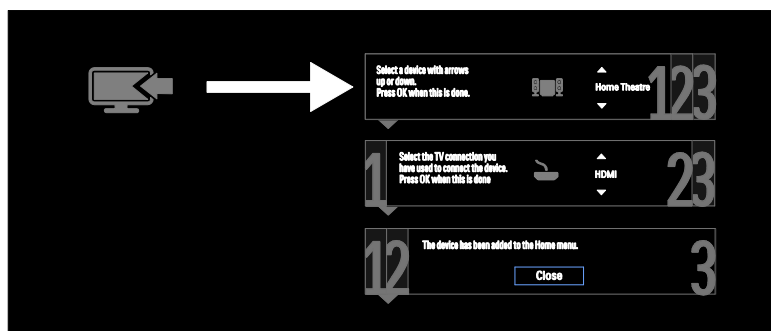 Select a device with arrows
up or down.
Press OK when this is done.
Home Theatre
123
1
Select the TV connection you
have used to connect the device.
Press OK when this is done
HDMI
23
12
The device has been added to the Home menu.
Close
3